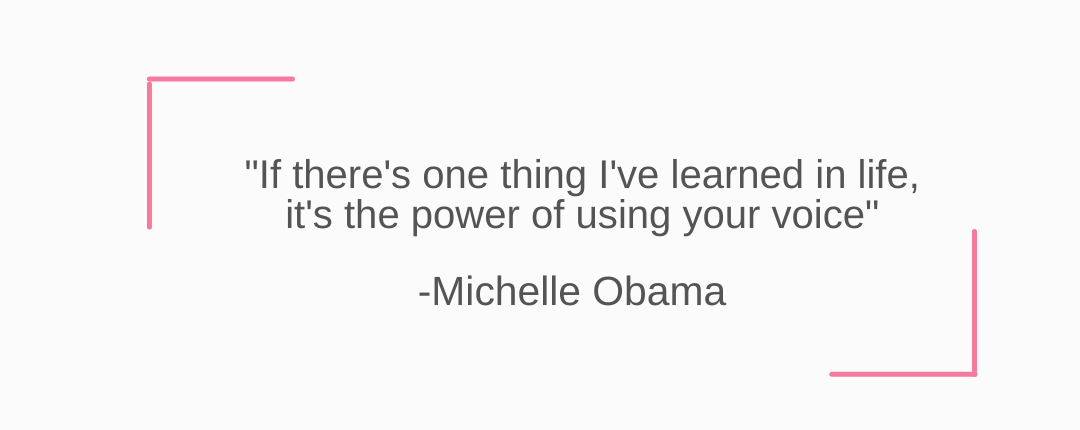 "If there's one thing I've learned in life,
it's the power of using your voice"
-Michelle Obama